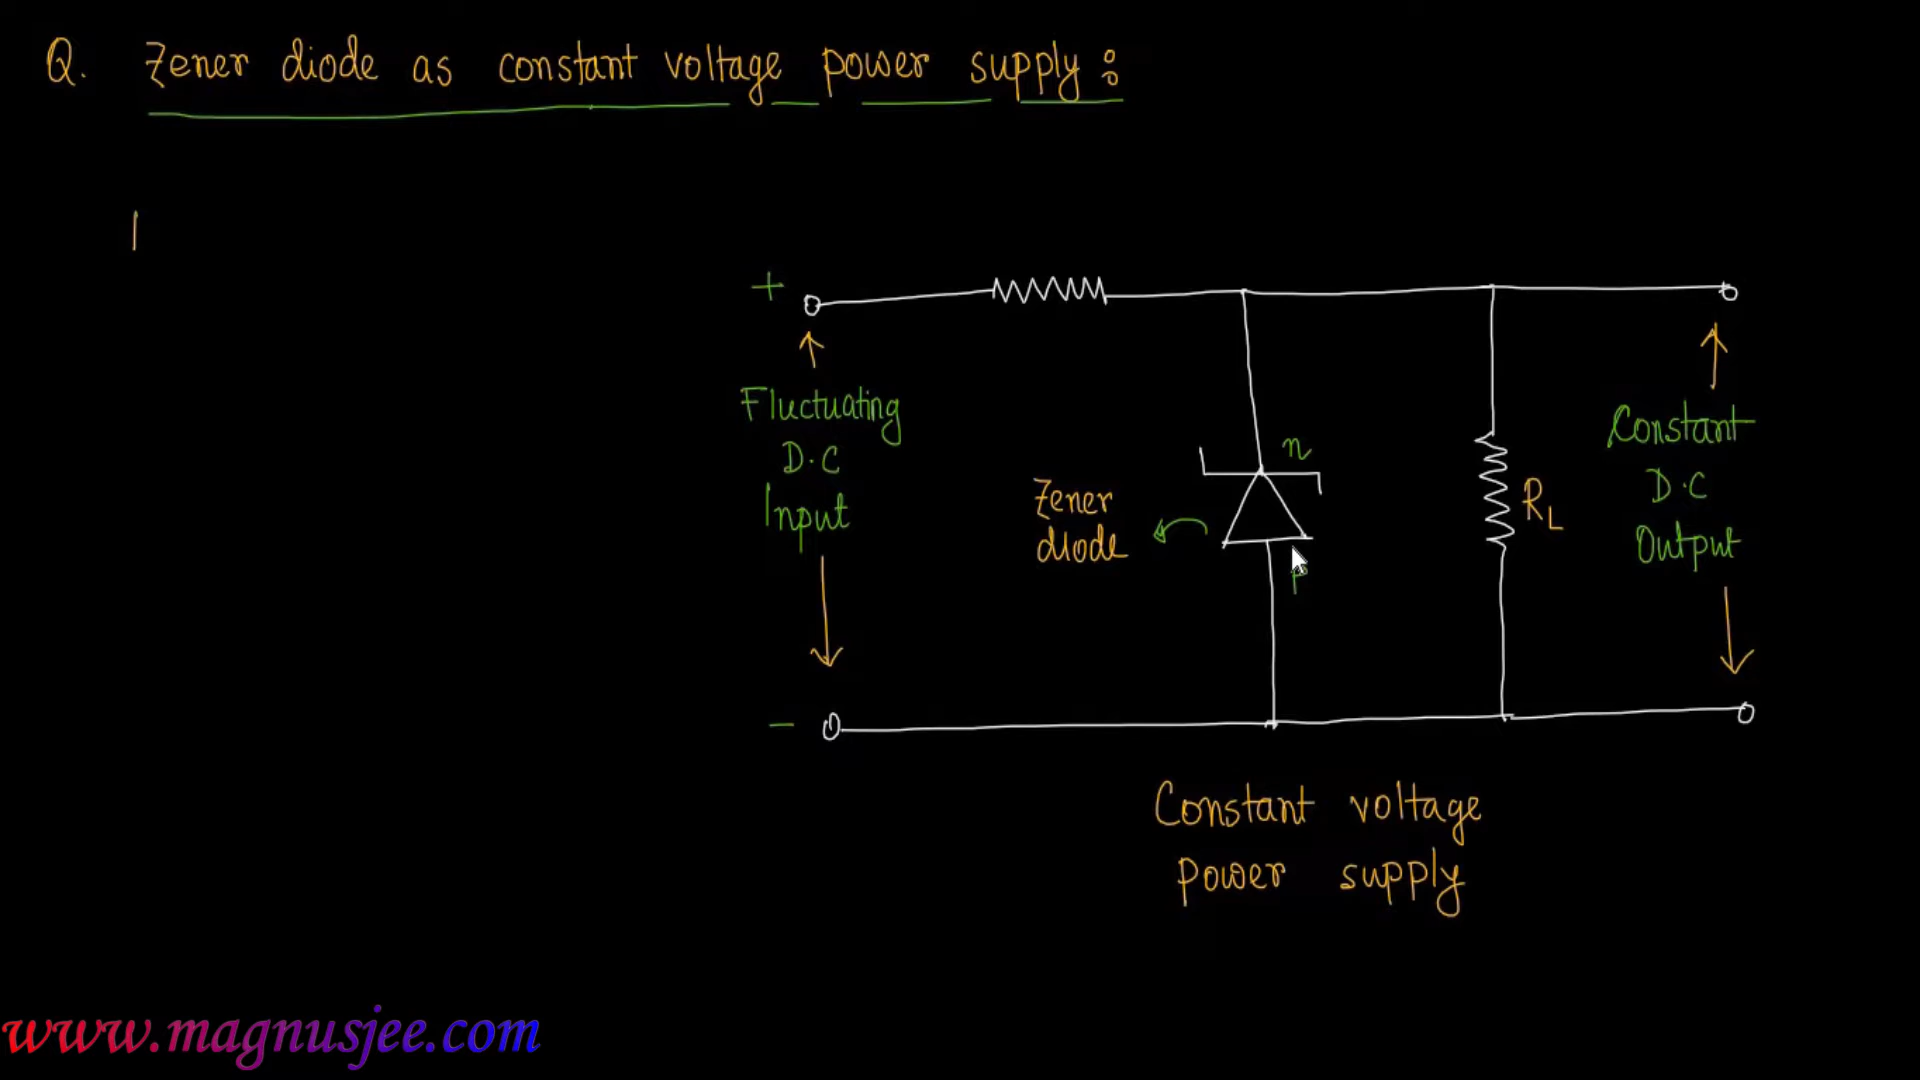 Q. Zener diode as constant voltage power supply :
+
Fluctuating
D.C
Input
-
Zener
diode
n
p
RL
Constant
D.C
Output
Constant voltage
power supply
www.magnusjee.com